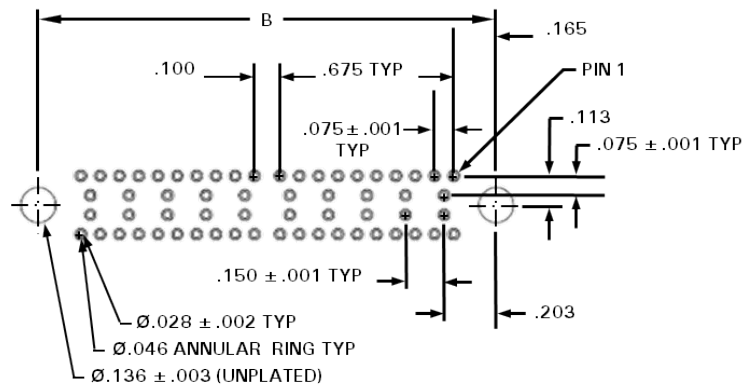 B
.165
.100
.675 TYP
PIN 1
.113
.075±.001
TYP
.075 ±.001 TYP
.150 ±.001 TYP
.203
Ø.028 ±.002 TYP
Ø.046 ANNULAR RING TYP
Ø.136 ±.003 (UNPLATED)